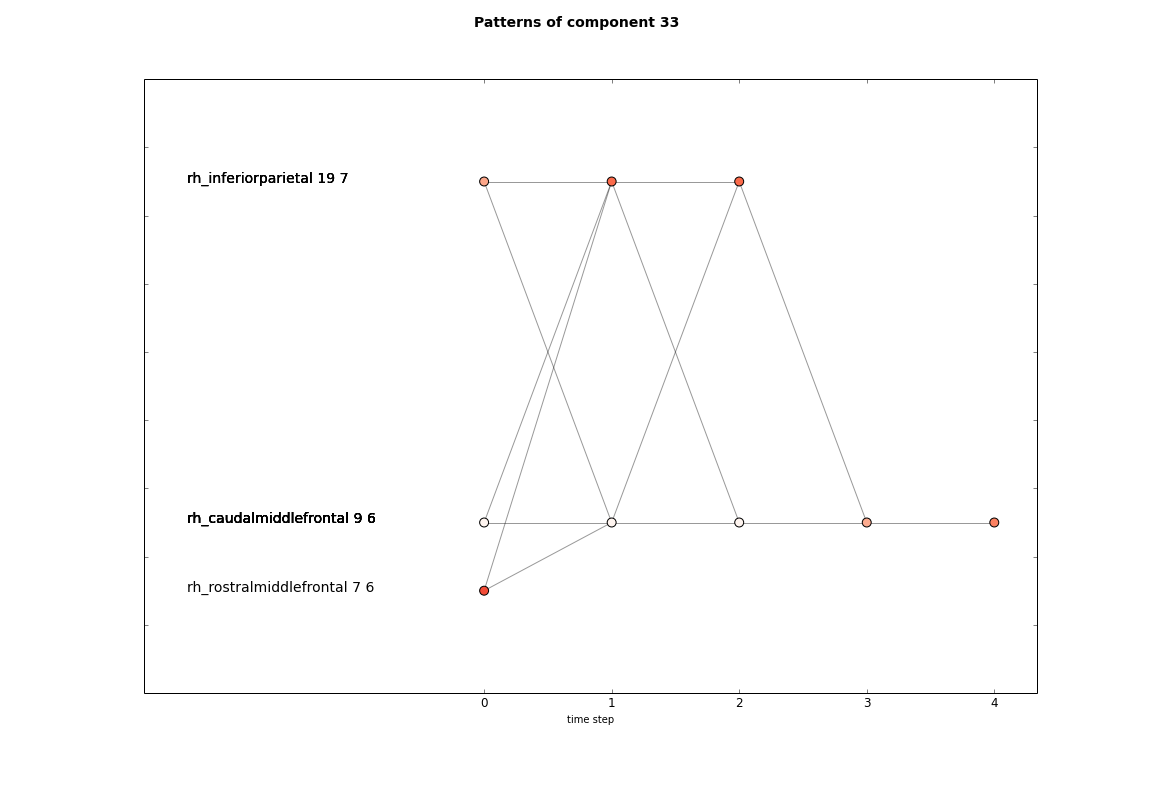 Patterns of component 33
rh_inferiorparietal 19 7
rh_caudalmiddlefrontal 9 6
rh_rostralmiddlefrontal 7 6
0 1 2 3 4
time step